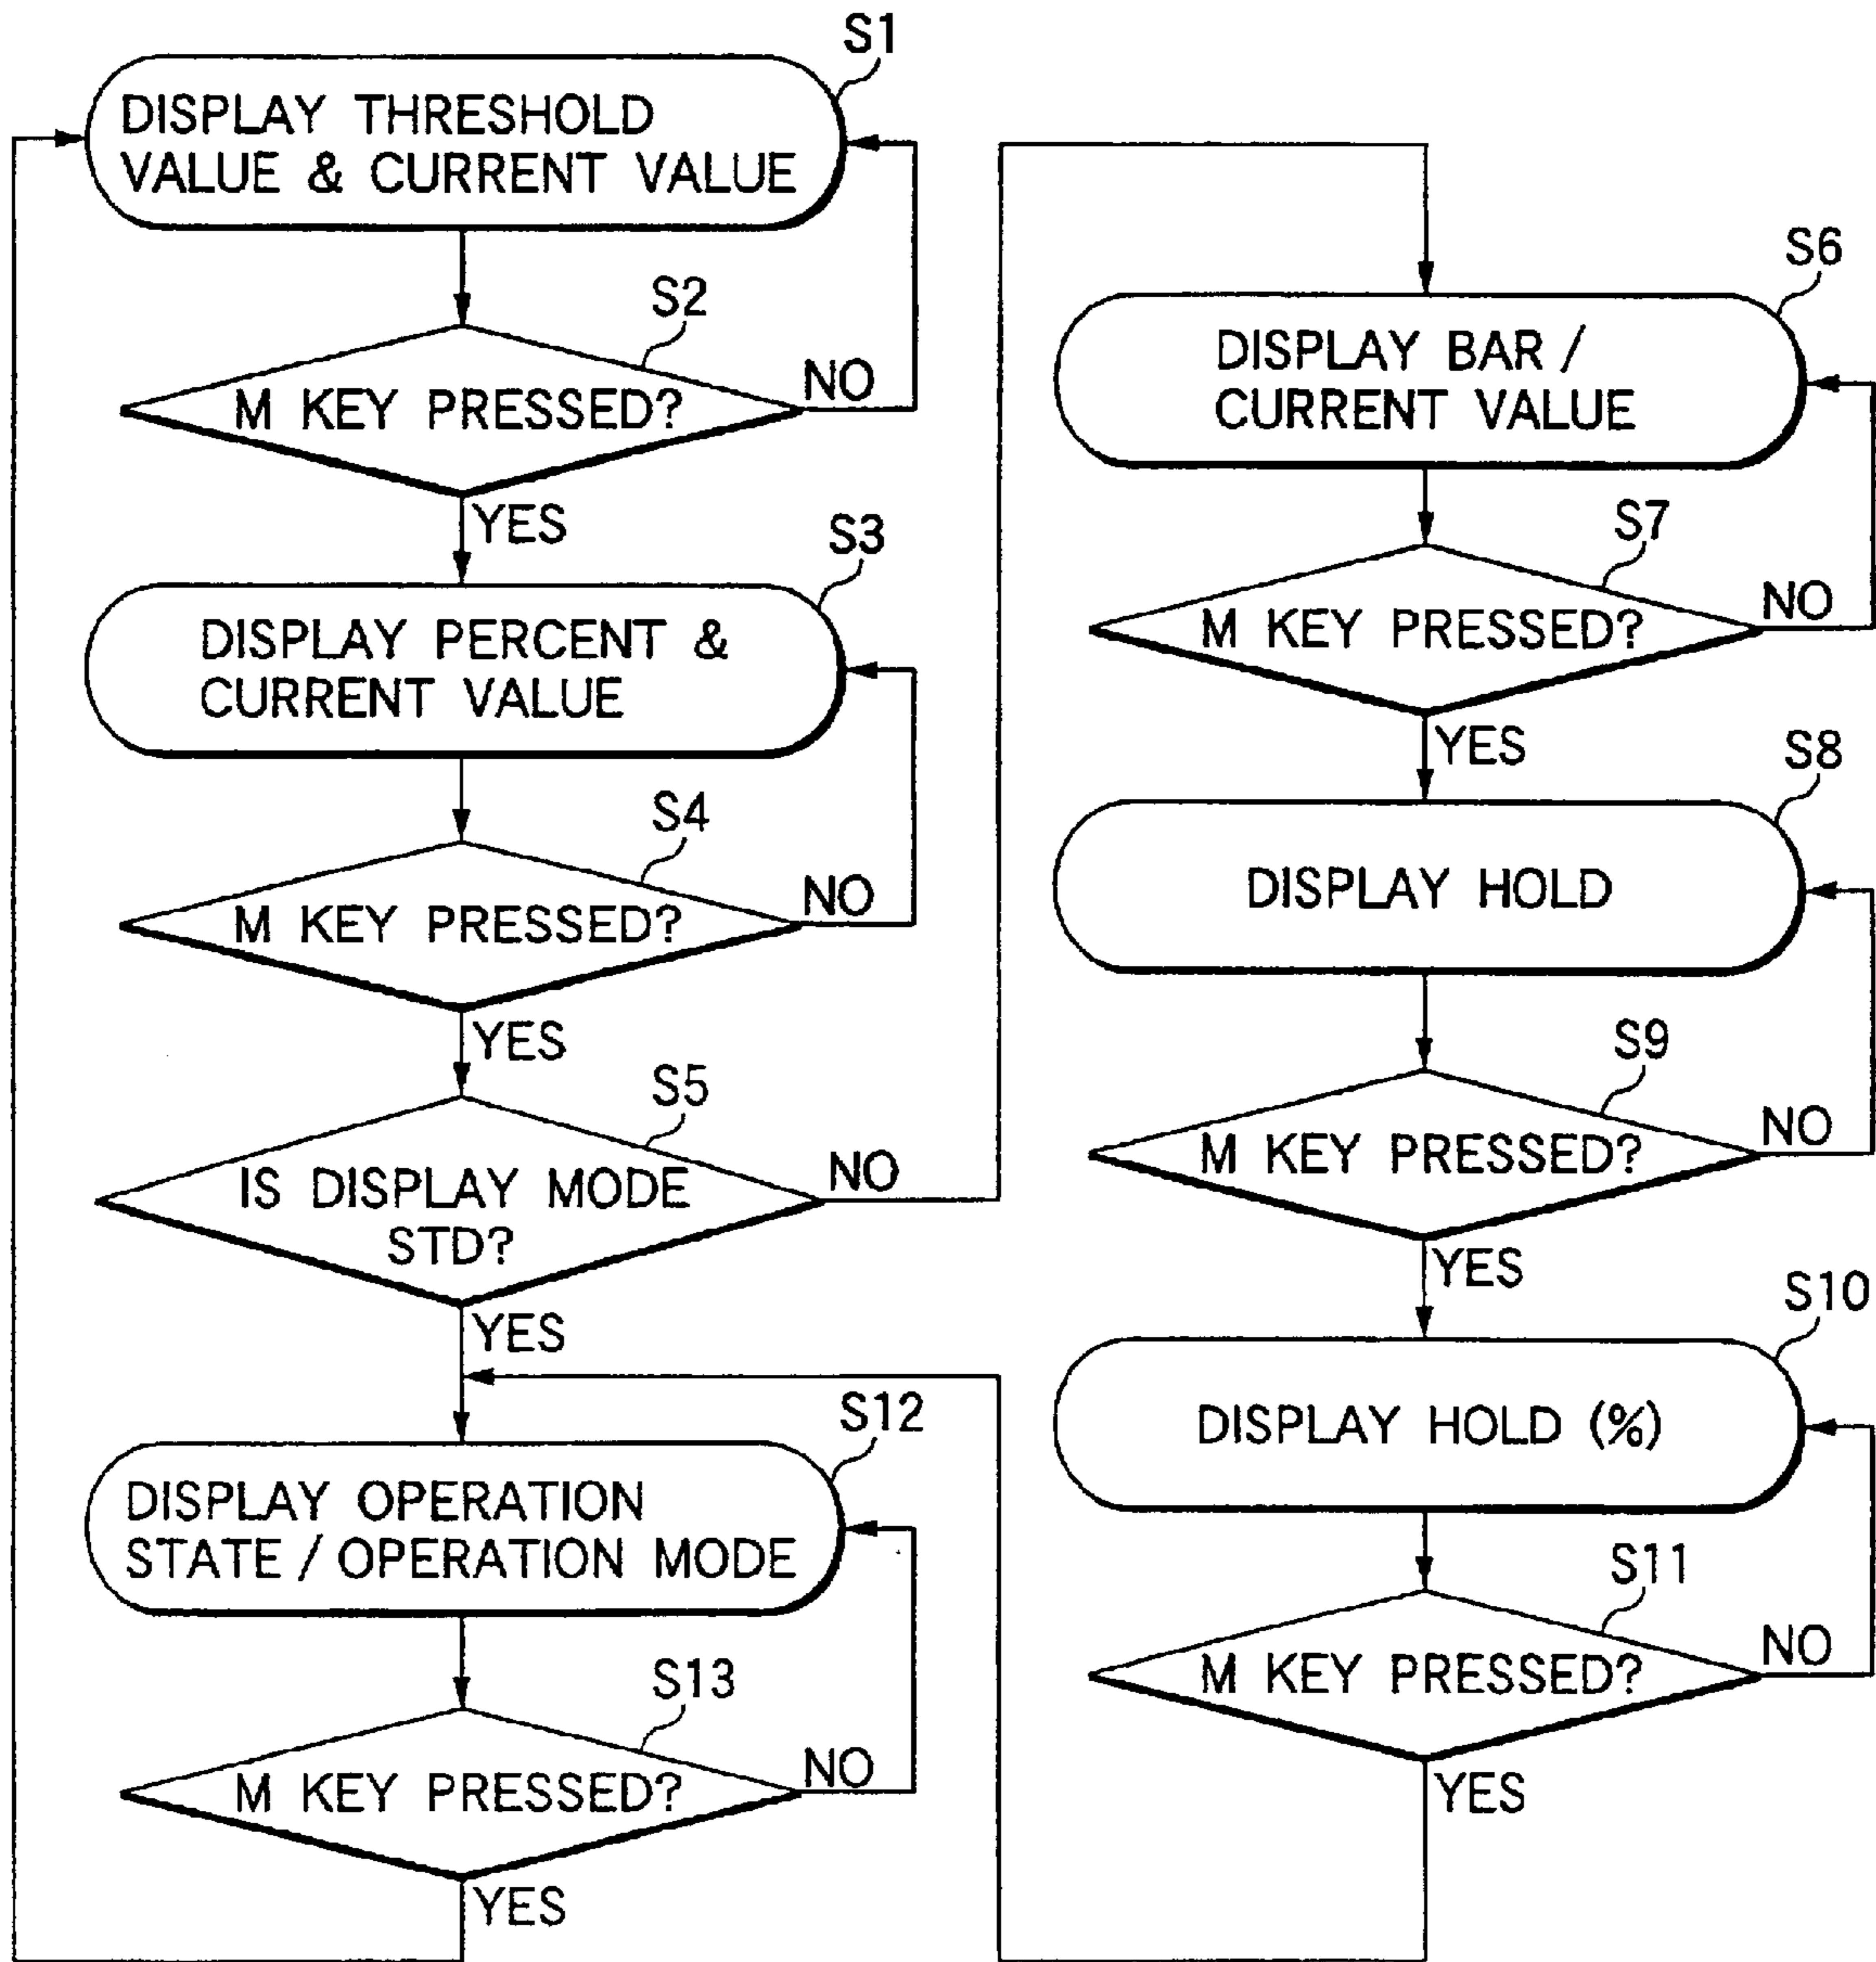 S1
DISPLAY THRESHOLD
VALUE & CURRENT VALUE
S2
M KEY PRESSED?
NO
YES
S3
DISPLAY PERCENT &
CURRENT VALUE
S4
M KEY PRESSED?
NO
YES
S5
IS DISPLAY MODE
STD?
NO
YES
S12
DISPLAY OPERATION
STATE / OPERATION MODE
S13
M KEY PRESSED?
NO
YES
S6
DISPLAY BAR /
CURRENT VALUE
S7
M KEY PRESSED?
NO
YES
S8
DISPLAY HOLD
S9
M KEY PRESSED?
NO
YES
S10
DISPLAY HOLD (%)
S11
M KEY PRESSED?
NO
YES